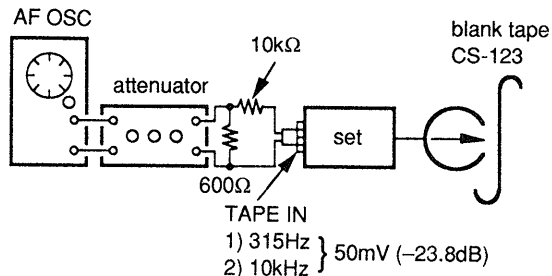 AF OSC
attenuator
10kΩ
600Ω
set
blank tape
CS-123
TAPE IN
1) 315Hz
2) 10kHz
50mV (–23.8dB)